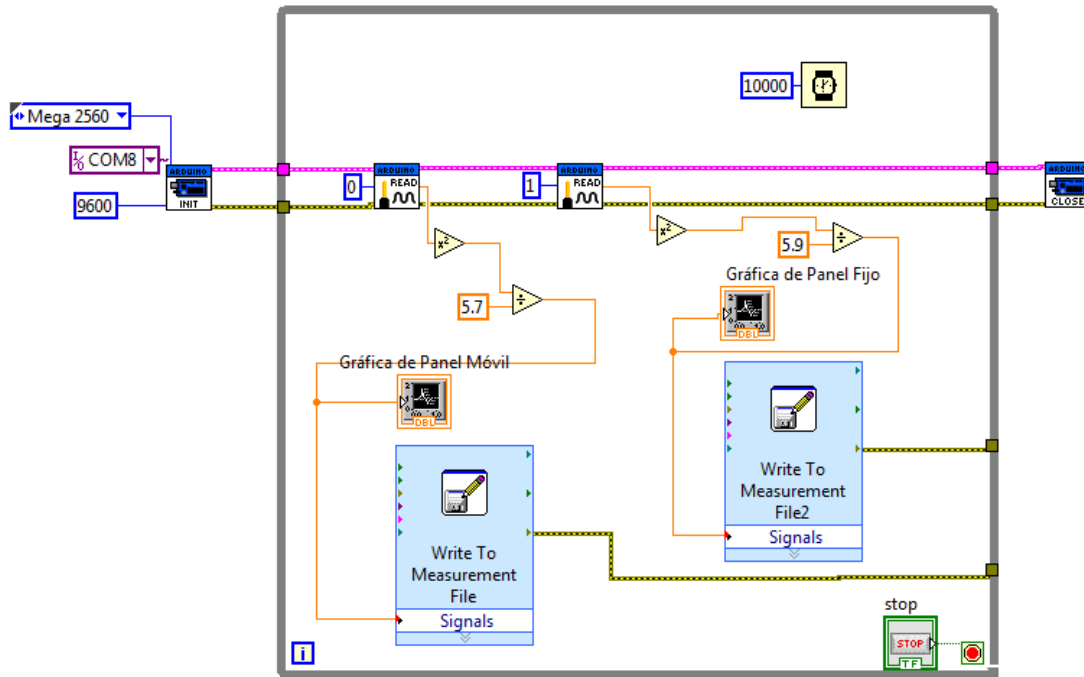 10000
Mega 2560
I/O COM8
9600
ARDUINO
INIT
0
ARDUINO
READ
1
ARDUINO
READ
ARDUINO
CLOSE
x²
x²
5.9
÷
Gráfica de Panel Fijo
DBL
5.7
÷
Gráfica de Panel Móvil
DBL
Write To
Measurement
File2
Signals
Write To
Measurement
File
Signals
stop
STOP
TF
i